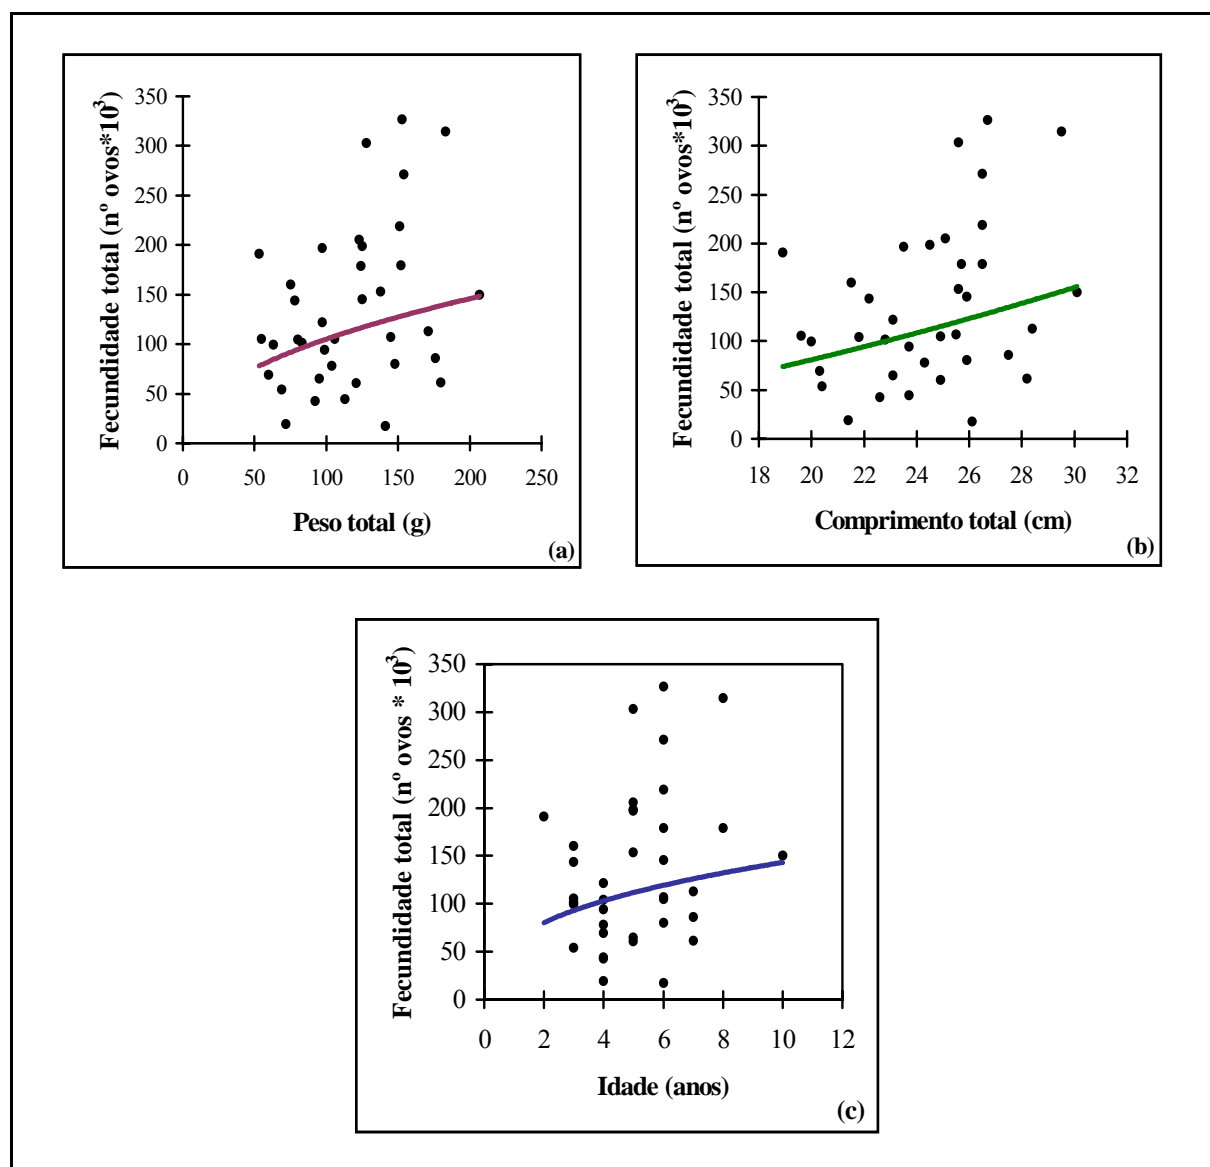 Fecundidade total (nº ovos*10³)
350
300
250
200
150
100
50
0
0 50 100 150 200 250
Peso total (g)
(a)
Fecundidade total (nº ovos*10³)
350
300
250
200
150
100
50
0
18 20 22 24 26 28 30 32
Comprimento total (cm)
(b)
Fecundidade total (nº ovos * 10³)
350
300
250
200
150
100
50
0
0 2 4 6 8 10 12
Idade (anos)
(c)